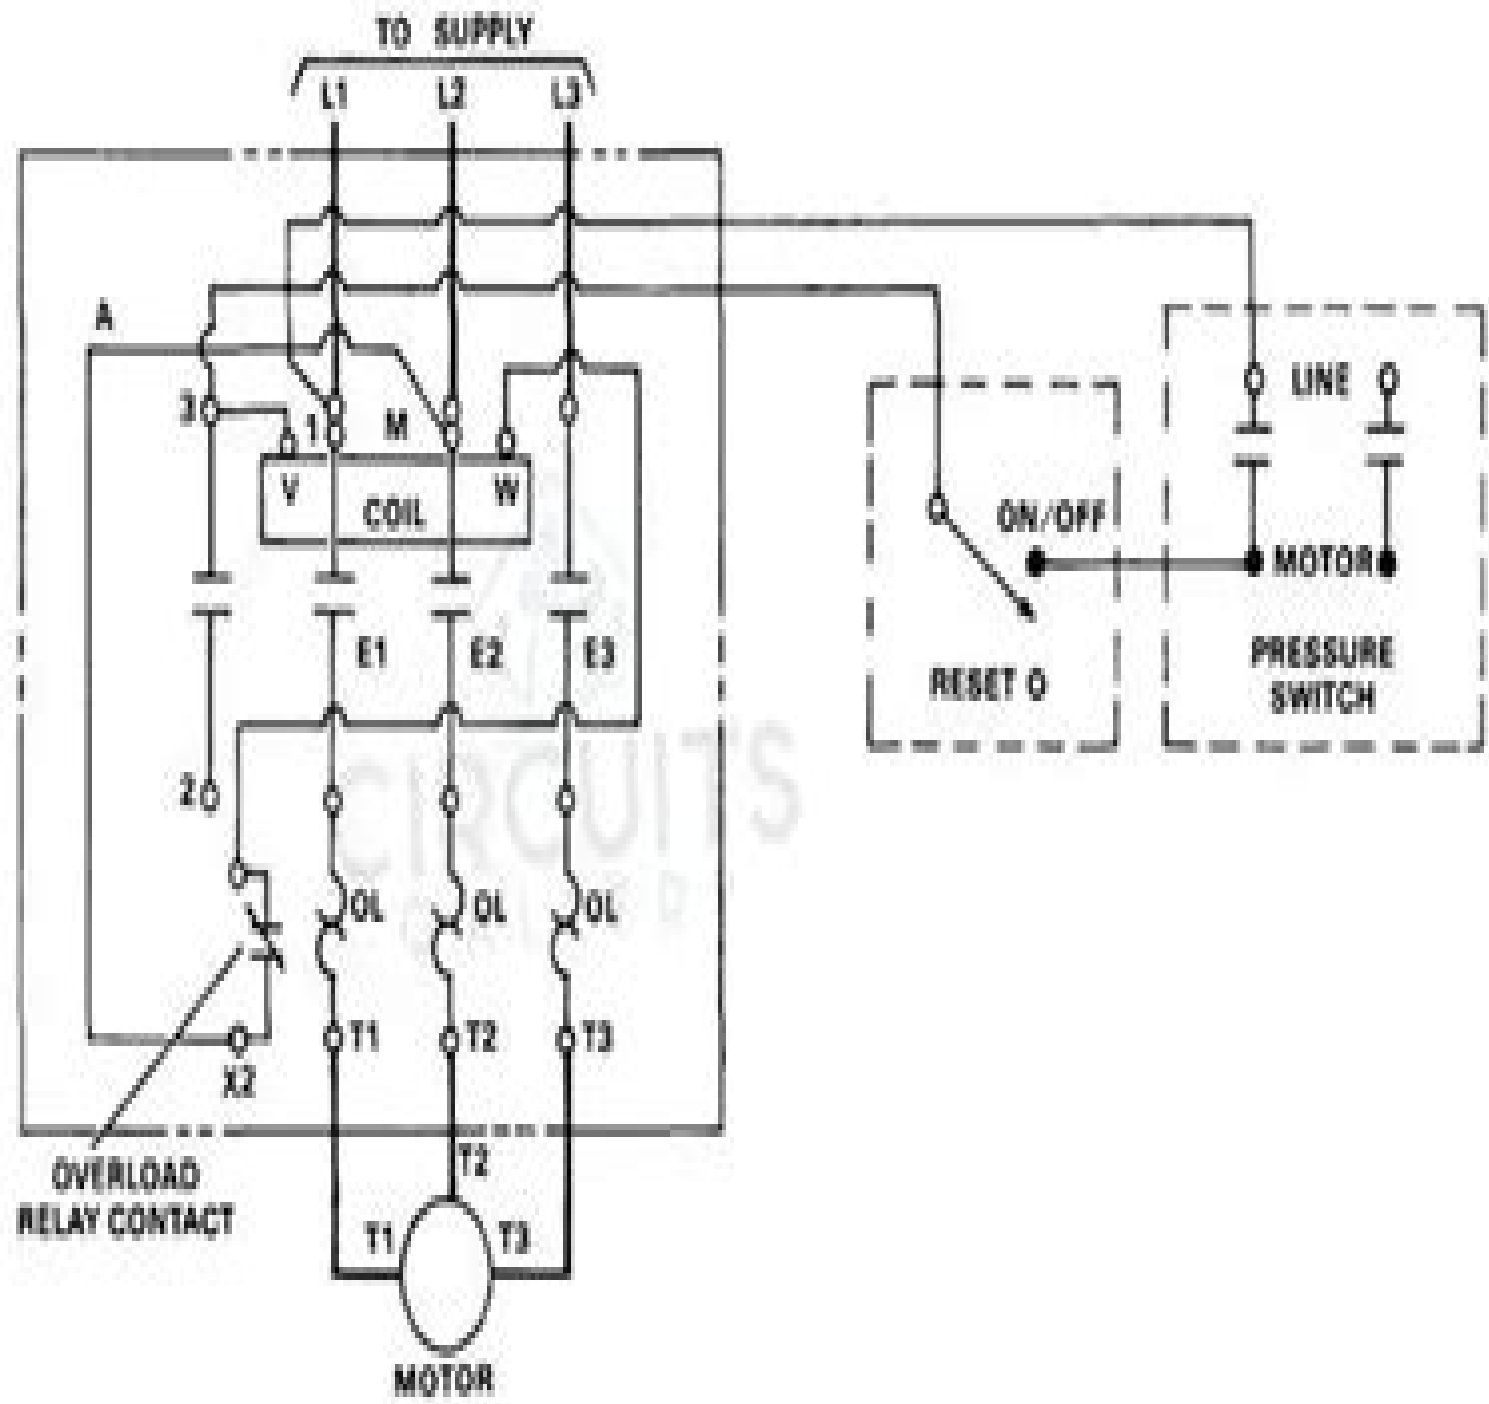 TO SUPPLY
L1 L2 L3
A
LINE
3 1 M
V COIL W
ON/OFF
MOTOR
E1 E2 E3
PRESSURE
SWITCH
RESET O
CIRCUITS
2
OL OL OL
T1 T2 T3
X2
T2
OVERLOAD
RELAY CONTACT
T1 T3
MOTOR